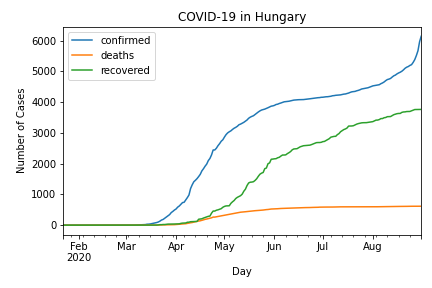 COVID-19 in Hungary
confirmed
deaths
recovered
Number of Cases
6000
5000
4000
3000
2000
1000
0
Feb Mar Apr May Jun Jul Aug
2020
Day